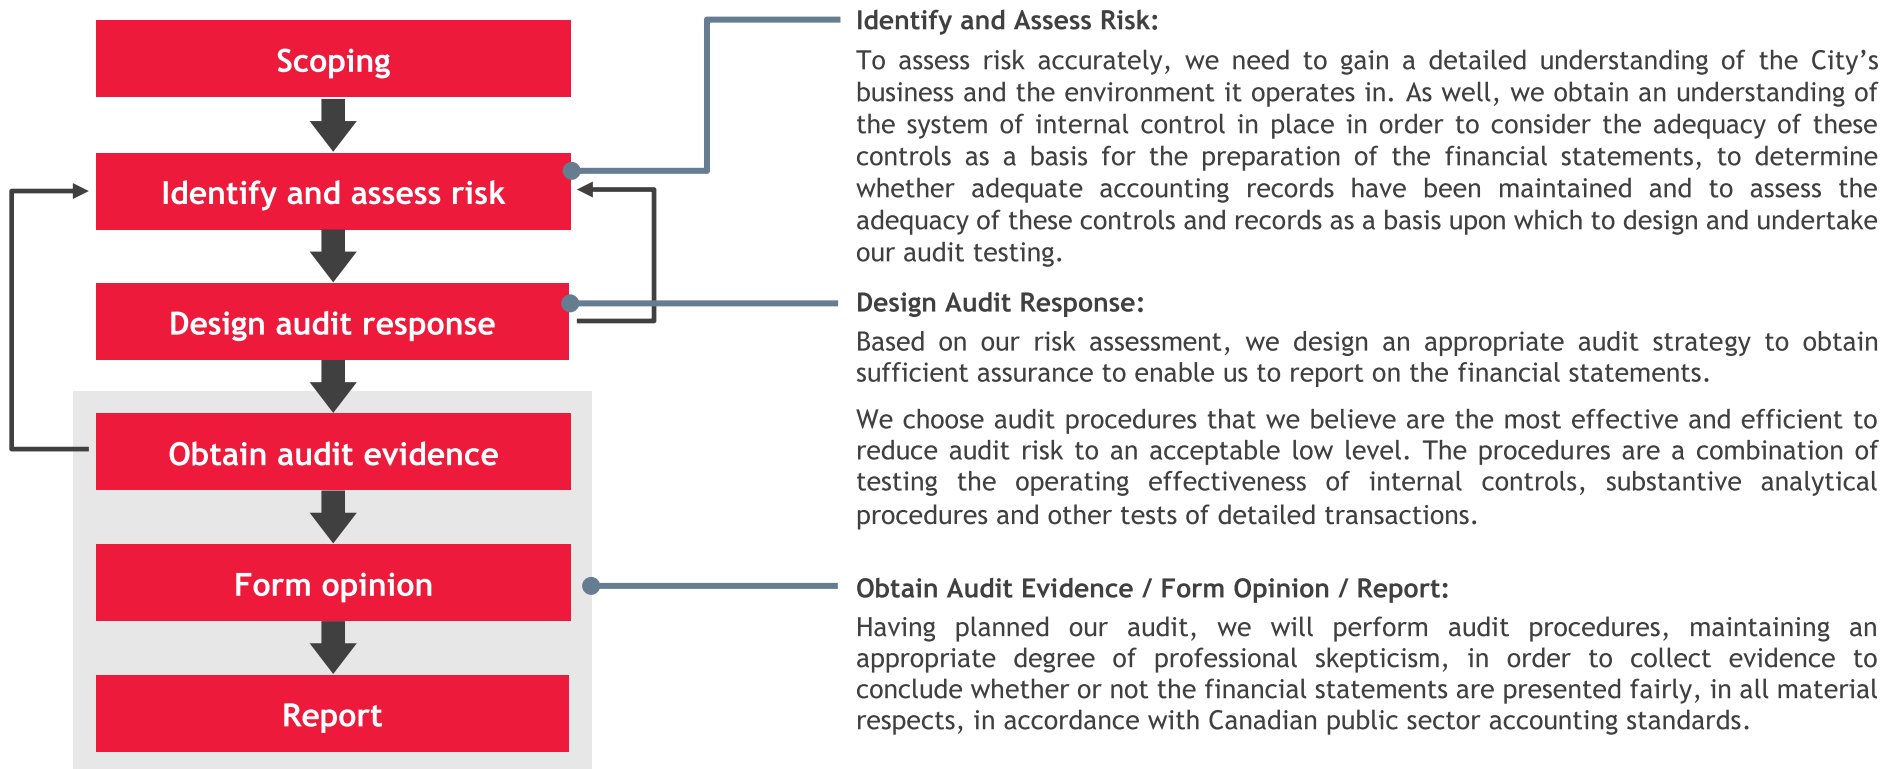 Scoping
Identify and assess risk
Design audit response
Obtain audit evidence
Form opinion
Report
Identify and Assess Risk:
To assess risk accurately, we need to gain a detailed understanding of the City’s
business and the environment it operates in. As well, we obtain an understanding of
the system of internal control in place in order to consider the adequacy of these
controls as a basis for the preparation of the financial statements, to determine
whether adequate accounting records have been maintained and to assess the
adequacy of these controls and records as a basis upon which to design and undertake
our audit testing.
Design Audit Response:
Based on our risk assessment, we design an appropriate audit strategy to obtain
sufficient assurance to enable us to report on the financial statements.
We choose audit procedures that we believe are the most effective and efficient to
reduce audit risk to an acceptable low level. The procedures are a combination of
testing the operating effectiveness of internal controls, substantive analytical
procedures and other tests of detailed transactions.
Obtain Audit Evidence / Form Opinion / Report:
Having planned our audit, we will perform audit procedures, maintaining an
appropriate degree of professional skepticism, in order to collect evidence to
conclude whether or not the financial statements are presented fairly, in all material
respects, in accordance with Canadian public sector accounting standards.